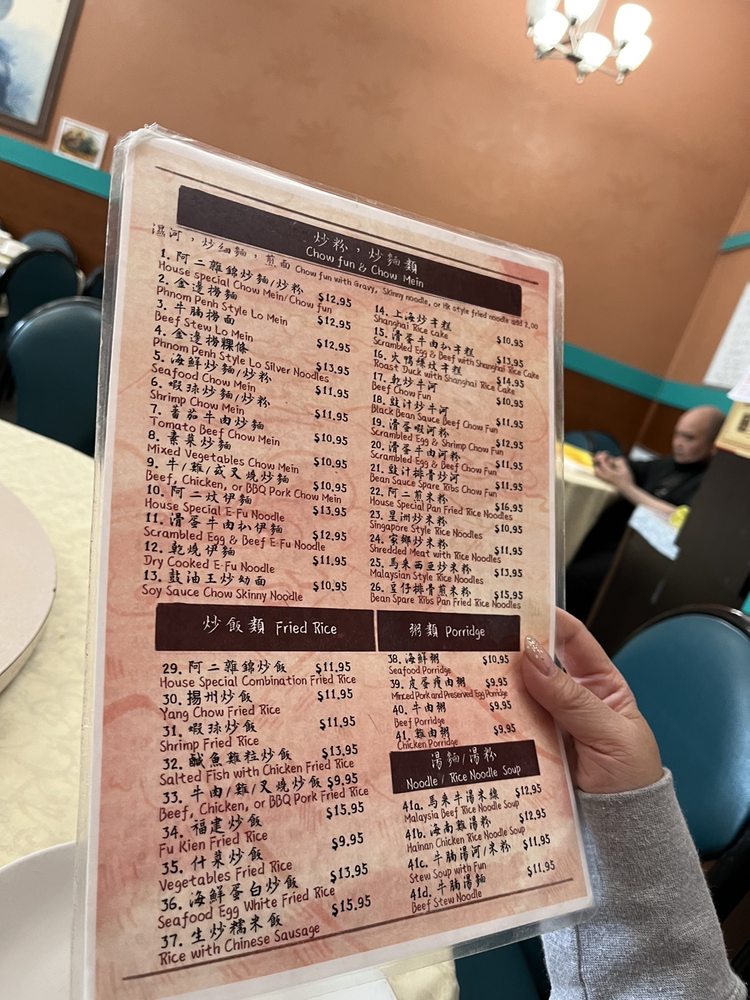 炒粉，炒麵類
Chow fun & Chow Mein
濕河，炒細麵，煎面 Chow fun with Gravy, Skinny noodle, or HK style fried noodle add 2.00
1. 阿二雜錦炒麵/炒粉 $12.95
House special Chow Mein/Chow fun
2. 金邊撈麵 $12.95
Phnom Penh Style Lo Mein
3. 牛腩撈面 $12.95
Beef Stew Lo Mein
4. 金邊撈粿條 $13.95
Phnom Penh Style Lo Silver Noodles
5. 海鮮炒麵/炒粉 $11.95
Seafood Chow Mein
6. 蝦球炒麵/炒粉 $11.95
Shrimp Chow Mein
7. 蕃茄牛肉炒麵 $10.95
Tomato Beef Chow Mein
8. 素菜炒麵 $10.95
Mixed Vegetables Chow Mein
9. 牛/雞/或叉燒炒麵 $10.95
Beef, Chicken, or BBQ Pork Chow Mein
10. 阿二炆伊麵 $13.95
House Special E-Fu Noodle
11. 滑蛋牛肉扒伊麵 $12.95
Scrambled Egg & Beef E-Fu Noodle
12. 乾燒伊麵 $11.95
Dry Cooked E-Fu Noodle
13. 豉油王炒幼面 $10.95
Soy Sauce Chow Skinny Noodle
14. 上海炒年糕 $10.95
Shanghai Rice cake
15. 滑蛋牛肉扒年糕 $13.95
Scrambled Egg & Beef with Shanghai Rice Cake
16. 火鴨絲炆年糕 $14.95
Roast Duck with Shanghai Rice Cake
17. 乾炒牛河 $10.95
Beef Chow Fun
18. 豉汁炒牛河 $11.95
Black Bean Sauce Beef Chow Fun
19. 滑蛋蝦河粉 $12.95
Scrambled Egg & Shrimp Chow Fun
20. 滑蛋牛肉河粉 $11.95
Scrambled Egg & Beef Chow Fun
21. 豉汁排骨炒河 $11.95
Bean Sauce Spare Ribs Chow Fun
22. 阿二煎米粉 $16.95
House Special Pan Fried Rice Noodles
23. 星洲炒米粉 $10.95
Singapore Style Rice Noodles
24. 家鄉炒米粉 $11.95
Shredded Meat with Rice Noodles
25. 馬來西亞炒米粉 $13.95
Malaysian Style Rice Noodles
26. 豆仔排骨煎米粉 $15.95
Bean Spare Ribs Pan Fried Rice Noodles
炒飯類 Fried Rice
29. 阿二雜錦炒飯 $11.95
House Special Combination Fried Rice
30. 揚州炒飯 $11.95
Yang Chow Fried Rice
31. 蝦球炒飯 $11.95
Shrimp Fried Rice
32. 鹹魚雞粒炒飯 $13.95
Salted Fish with Chicken Fried Rice
33. 牛肉/雞/叉燒炒飯 $9.95
Beef, Chicken, or BBQ Pork Fried Rice
34. 福建炒飯 $15.95
Fu Kien Fried Rice
35. 什菜炒飯 $9.95
Vegetables Fried Rice
36. 海鮮蛋白炒飯 $13.95
Seafood Egg White Fried Rice
37. 生炒糯米飯 $15.95
Rice with Chinese Sausage
粥類 Porridge
38. 海鮮粥 $10.95
Seafood Porridge
39. 皮蛋瘦肉粥 $9.95
Minced Pork and Preserved Egg Porridge
40. 牛肉粥 $9.95
Beef Porridge
41. 雞肉粥 $9.95
Chicken Porridge
湯麵/湯粉
Noodle / Rice Noodle Soup
41a. 馬來牛湯米線 $12.95
Malaysia Beef Rice Noodle Soup
41b. 海南雞湯粉 $12.95
Hainan Chicken Rice Noodle Soup
41c. 牛腩湯河/米粉 $11.95
Stew Soup with Fun
41d. 牛腩湯麵 $11.95
Beef Stew Noodle